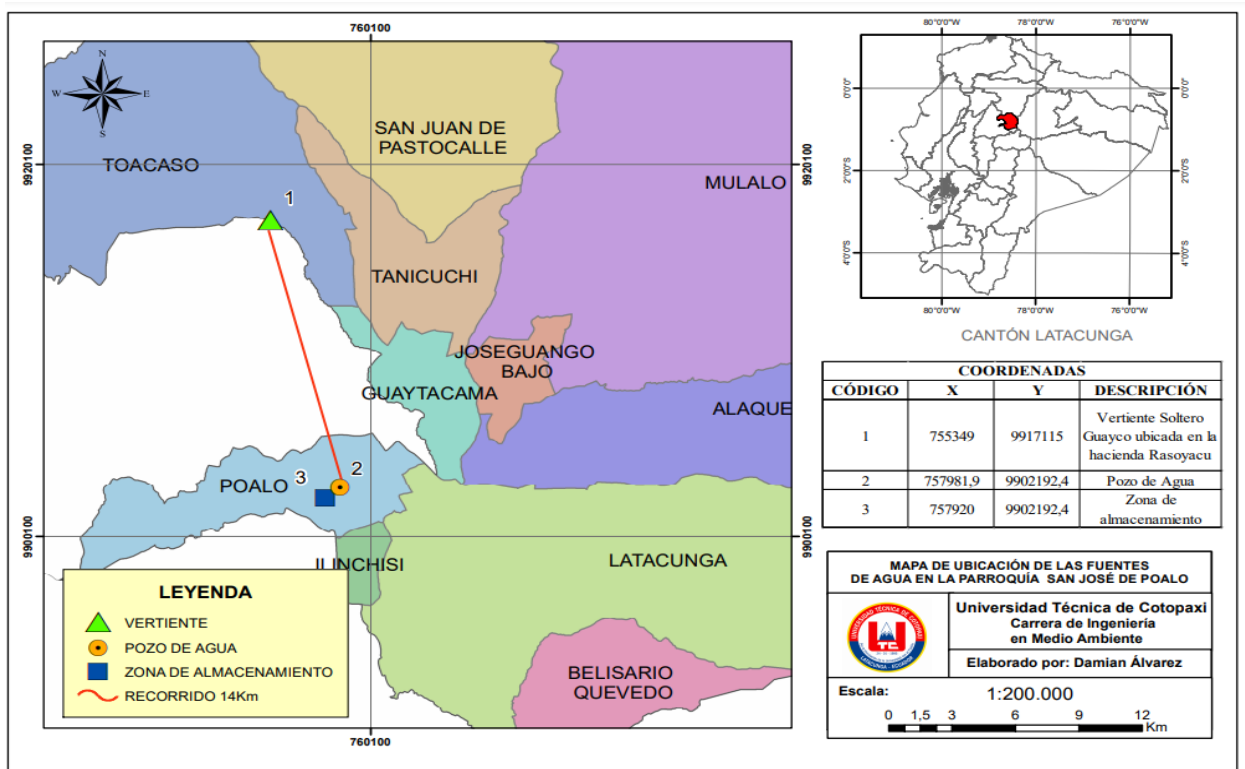 760100
N
W E
S
TOACASO
SAN JUAN DE
PASTOCALLE
MULALO
9920100
9920100
1
TANICUCHI
JOSEGUANGO
BAJO
GUAYTACAMA
ALAQUE
2
3
POALO
9900100
9900100
ILINCHISI
LATACUNGA
BELISARIO
QUEVEDO
LEYENDA
VERTIENTE
POZO DE AGUA
ZONA DE ALMACENAMIENTO
RECORRIDO 14Km
760100
80°0'0"W 78°0'0"W 76°0'0"W
0°0'0" 0°0'0"
2°0'0"S 2°0'0"S
4°0'0"S 4°0'0"S
80°0'0"W 78°0'0"W 76°0'0"W
CANTÓN LATACUNGA
COORDENADAS
CÓDIGO X Y DESCRIPCIÓN
1 755349 9917115 Vertiente Soltero
Guayco ubicada en la
hacienda Rasoyacu
2 757981,9 9902192,4 Pozo de Agua
3 757920 9902192,4 Zona de
almacenamiento
MAPA DE UBICACIÓN DE LAS FUENTES
DE AGUA EN LA PARROQUÍA SAN JOSÉ DE POALO
UNIVERSIDAD TÉCNICA DE COTOPAXI
UTC
LATACUNGA - ECUADOR
Universidad Técnica de Cotopaxi
Carrera de Ingeniería
en Medio Ambiente
Elaborado por: Damian Álvarez
Escala: 1:200.000
0 1,5 3 6 9 12
Km